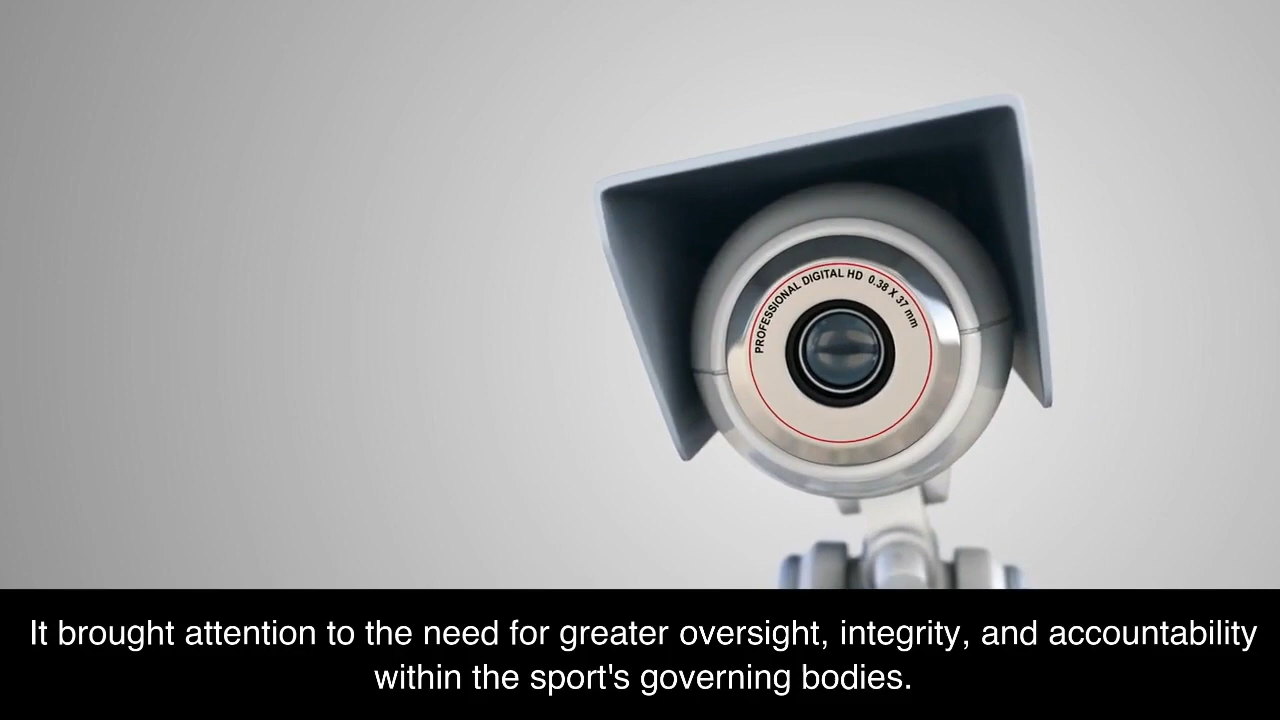 PROFESSIONAL DIGITAL HD 0.38 X 37 mm
It brought attention to the need for greater oversight, integrity, and accountability
within the sport's governing bodies.